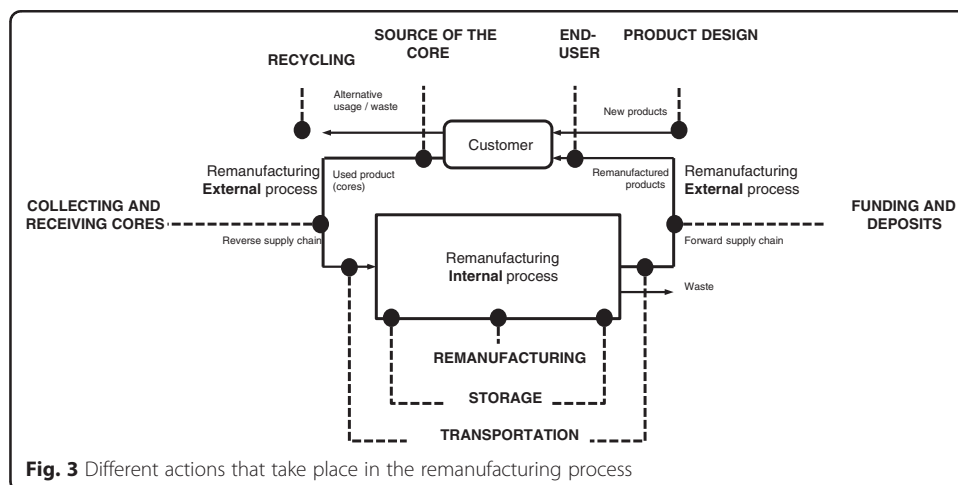 SOURCE OF THE
CORE
END-
USER
PRODUCT DESIGN
RECYCLING
Alternative
usage / waste
New products
Customer
Remanufacturing
External process
Used product
(cores)
Remanufactured
products
Remanufacturing
External process
COLLECTING AND
RECEIVING CORES
FUNDING AND
DEPOSITS
Reverse supply chain
Forward supply chain
Remanufacturing
Internal process
Waste
REMANUFACTURING
STORAGE
TRANSPORTATION
Fig. 3 Different actions that take place in the remanufacturing process